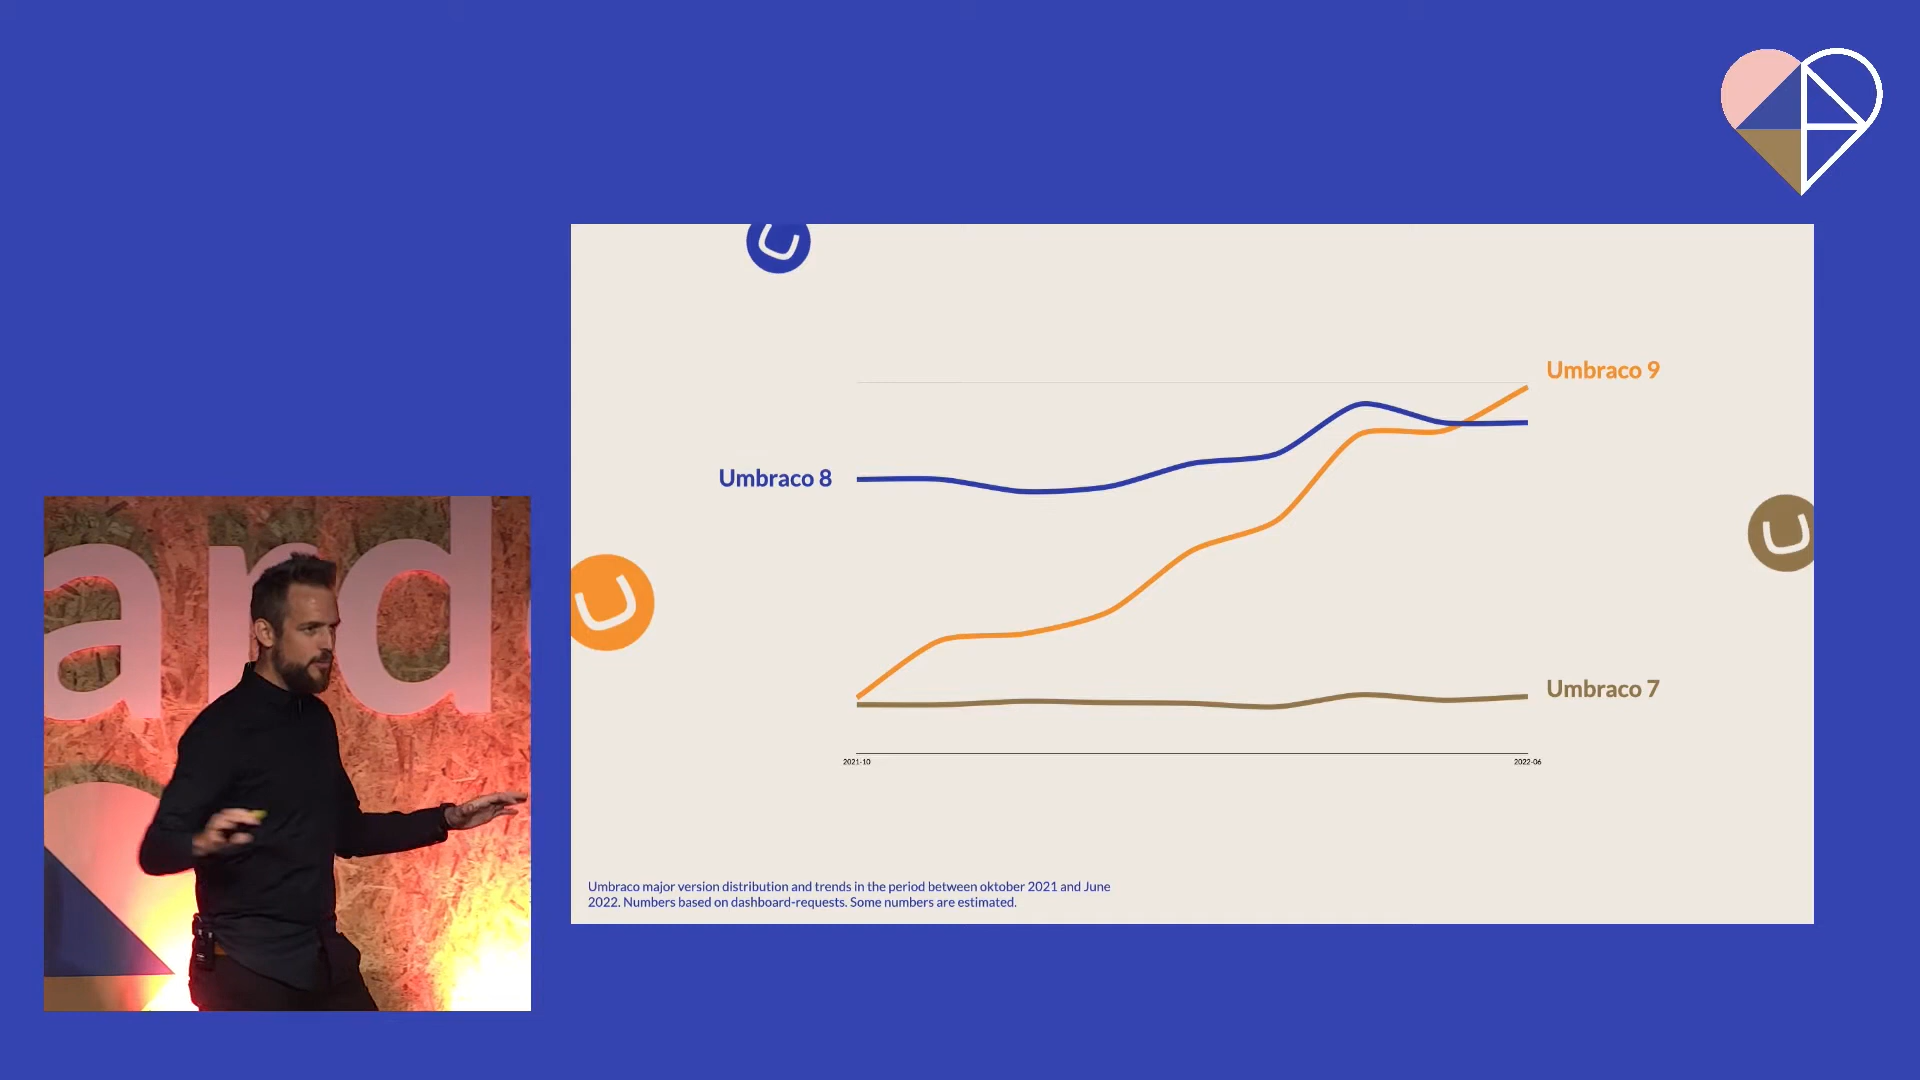 Umbraco 9
Umbraco 8
Umbraco 7
2021-10
2022-06
Umbraco major version distribution and trends in the period between oktober 2021 and June
2022. Numbers based on dashboard-requests. Some numbers are estimated.
ard